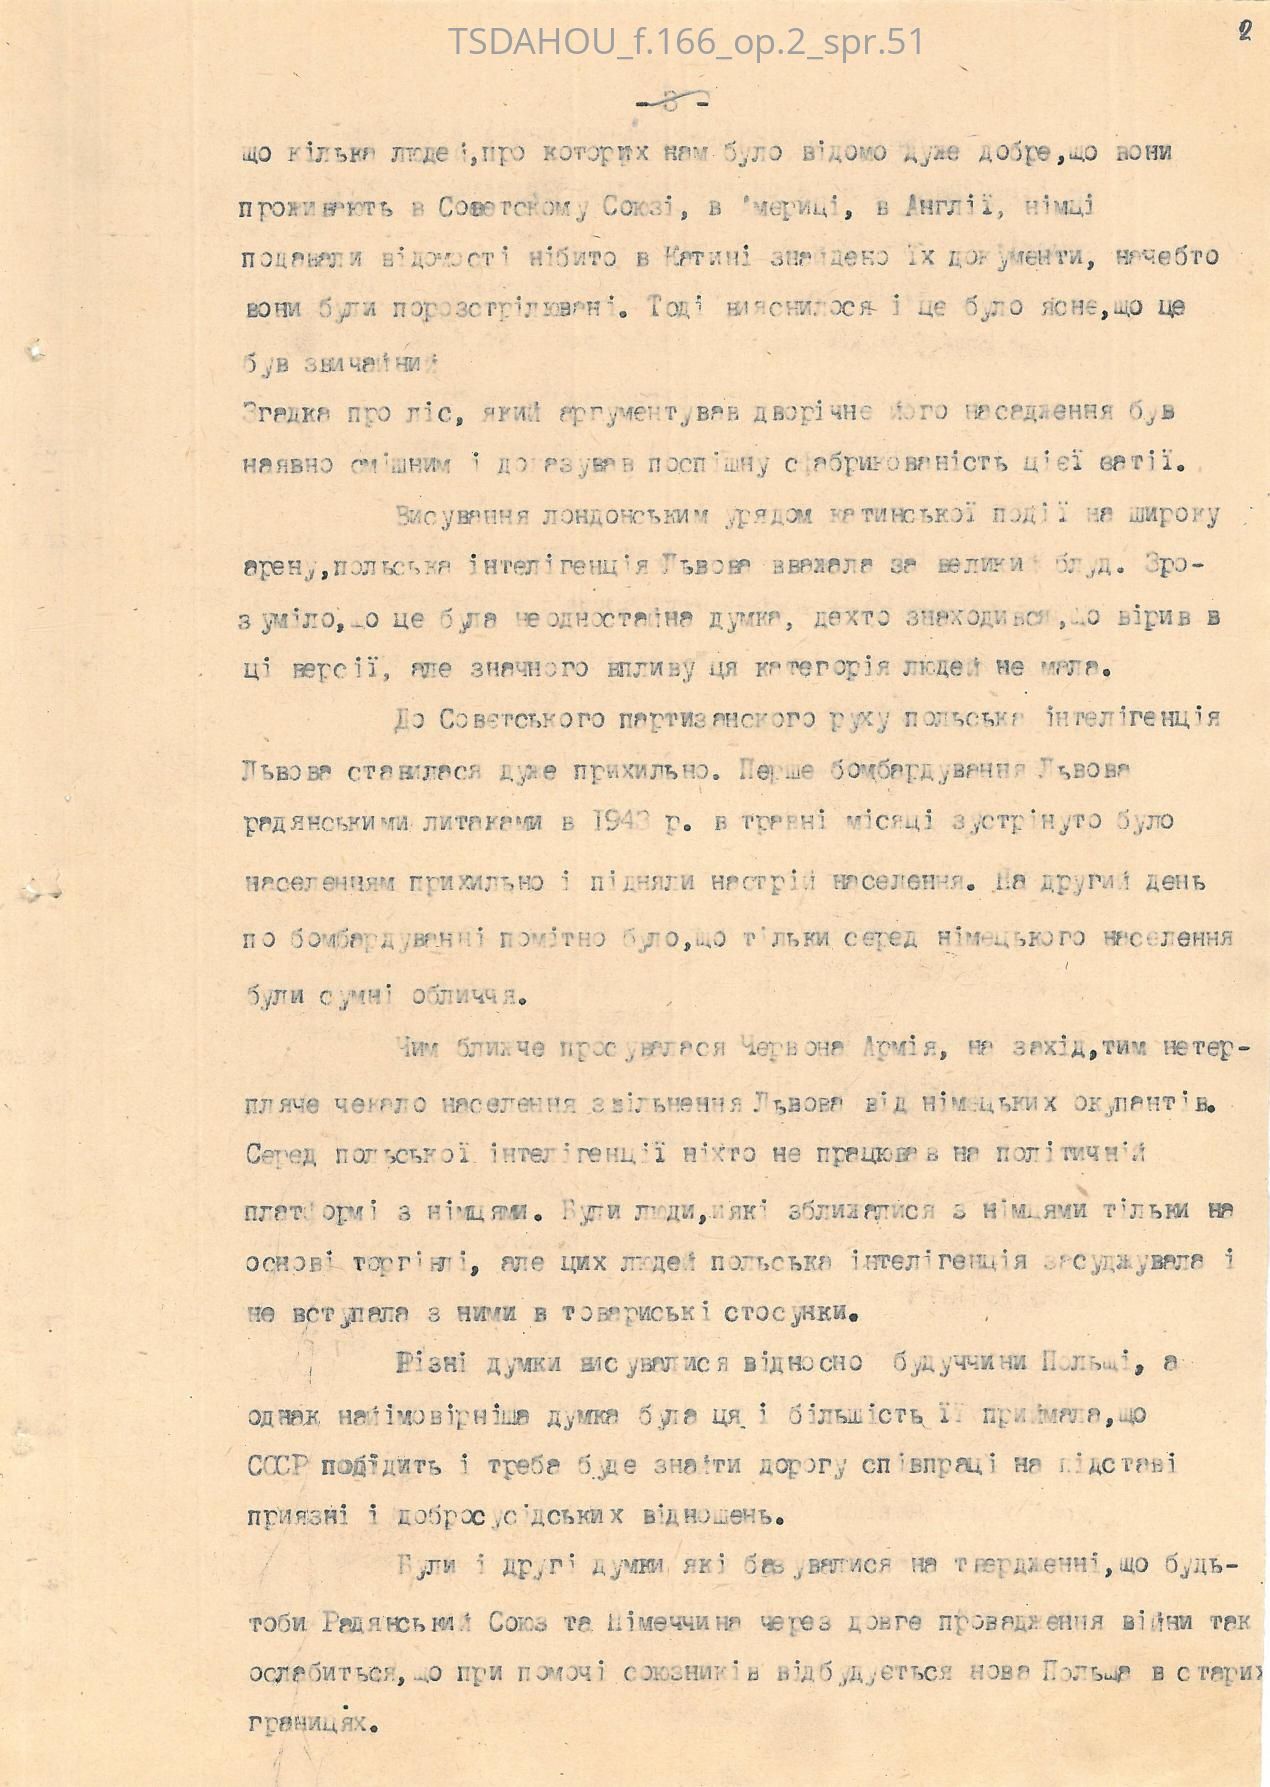 TSDAHOU_f.166_op.2_spr.51
2
- 3 -
що кілька людей,про которих нам було відомо дуже добре,що вони
проживають в Советскому Союзі, в Америці, в Англії, німці
подавали відомості нібито в Катині знайдено їх документи, начебто
вони були порозстрілювані. Тоді вияснилося і це було ясне,що це
був звичайний
Згадка про ліс, який аргументував дворічне його насадження був
наявно смішним і доказував поспішну сфабрикованість цієї затії.
Висування лондонським урядом катинської події на широку
арену,польська інтелігенція Львова вважала за великий блуд. Зро-
зуміло,що це була неодностайна думка, дехто знаходився,що вірив в
ці версії, але значного впливу ця категорія людей не мала.
До Совєтського партизанского руху польська інтелігенція
Львова ставилася дуже прихильно. Перше бомбардування Львова
радянськими литаками в 1943 р. в травні місяці зустрінуто було
населенням прихильно і підняли настрій населення. На другий день
по бомбардуванні помітно було,що тільки серед німецького населення
були сумні обличчя.
Чим ближче просувалася Червона Армія, на захід,тим нетер-
пляче чекало населення звільнення Львова від німецьких окупантів.
Серед польської інтелігенції ніхто не працював на політичній
платформі з німцями. Були люди,які зближалися з німцями тільки на
основі торгівлі, але цих людей польська інтелігенція засуджувала і
не вступала з ними в товариські стосунки.
Різні думки висувалися відносно будуччини Польщі, а
однак найімовірніша думка була ця і більшість її приймала,що
СССР побідить і треба буде знайти дорогу співпраці на підставі
приязні і добросусідських відношень.
Були і другі думки які базувалися на твердженні,що будь-
тоби Радянський Союз та Німеччина через довге провадження війни так
ослабиться,що при помочі союзників відбудується нова Польща в старих
границях.